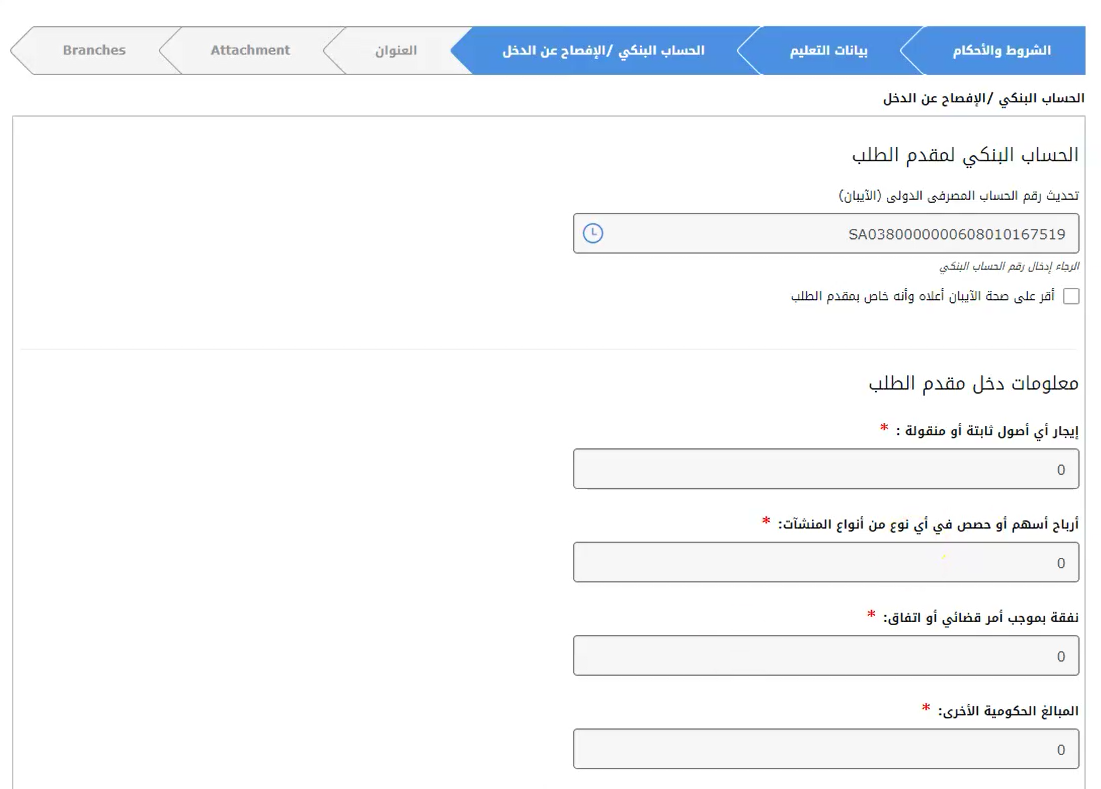 الشروط والأحكام
بيانات التعليم
الحساب البنكي /الإفصاح عن الدخل
العنوان
Attachment
Branches
الحساب البنكي /الإفصاح عن الدخل
الحساب البنكي لمقدم الطلب
تحديث رقم الحساب المصرفى الدولى (الآيبان)
SA0380000000608010167519
الرجاء إدخال رقم الحساب البنكي
أقر على صحة الآيبان أعلاه وأنه خاص بمقدم الطلب
معلومات دخل مقدم الطلب
إيجار أي أصول ثابتة أو منقولة : *
0
أرباح أسهم أو حصص في أي نوع من أنواع المنشآت: *
0
نفقة بموجب أمر قضائي أو اتفاق: *
0
المبالغ الحكومية الأخرى: *
0